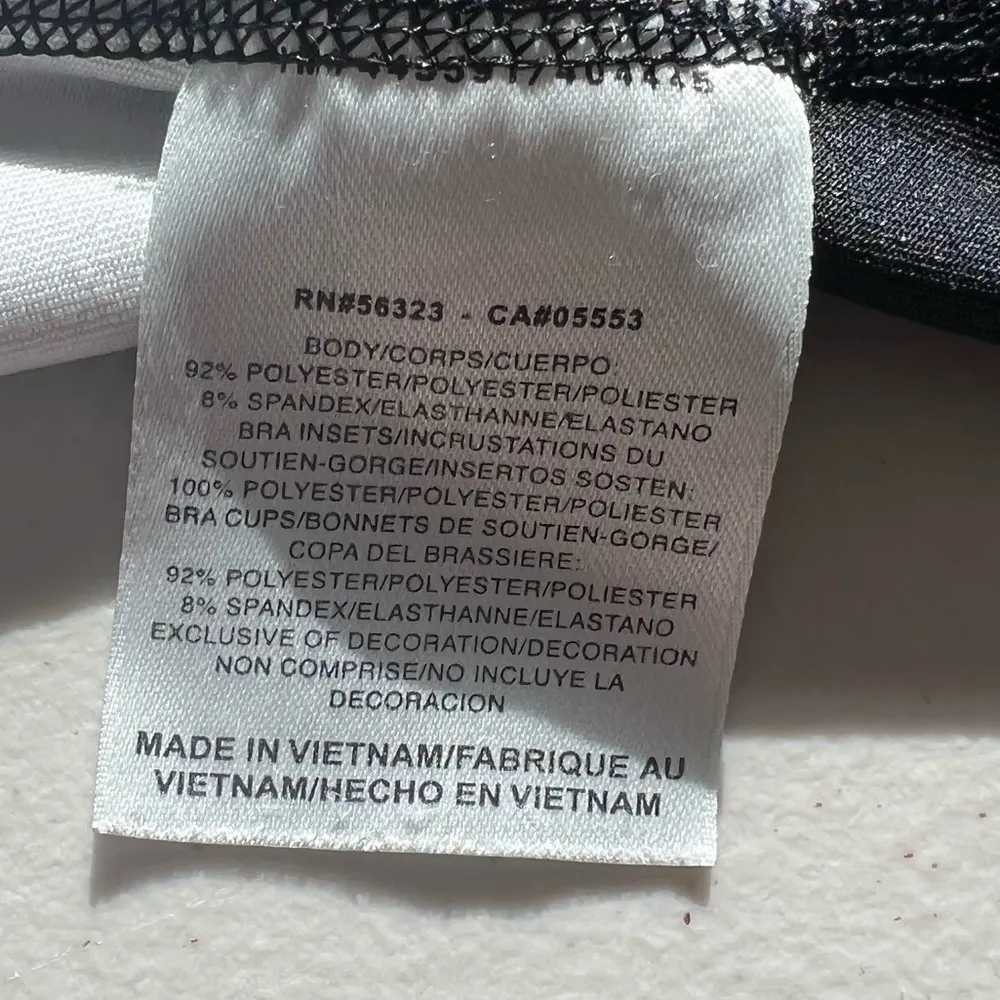 RN#56323 - CA#05553
BODY/CORPS/CUERPO:
92% POLYESTER/POLYESTER/POLIESTER
8% SPANDEX/ELASTHANNE/ELASTANO
BRA INSETS/INCRUSTATIONS DU
SOUTIEN-GORGE/INSERTOS SOSTEN:
100% POLYESTER/POLYESTER/POLIESTER
BRA CUPS/BONNETS DE SOUTIEN-GORGE/
COPA DEL BRASSIERE:
92% POLYESTER/POLYESTER/POLIESTER
8% SPANDEX/ELASTHANNE/ELASTANO
EXCLUSIVE OF DECORATION/DECORATION
NON COMPRISE/NO INCLUYE LA
DECORACION
MADE IN VIETNAM/FABRIQUE AU
VIETNAM/HECHO EN VIETNAM